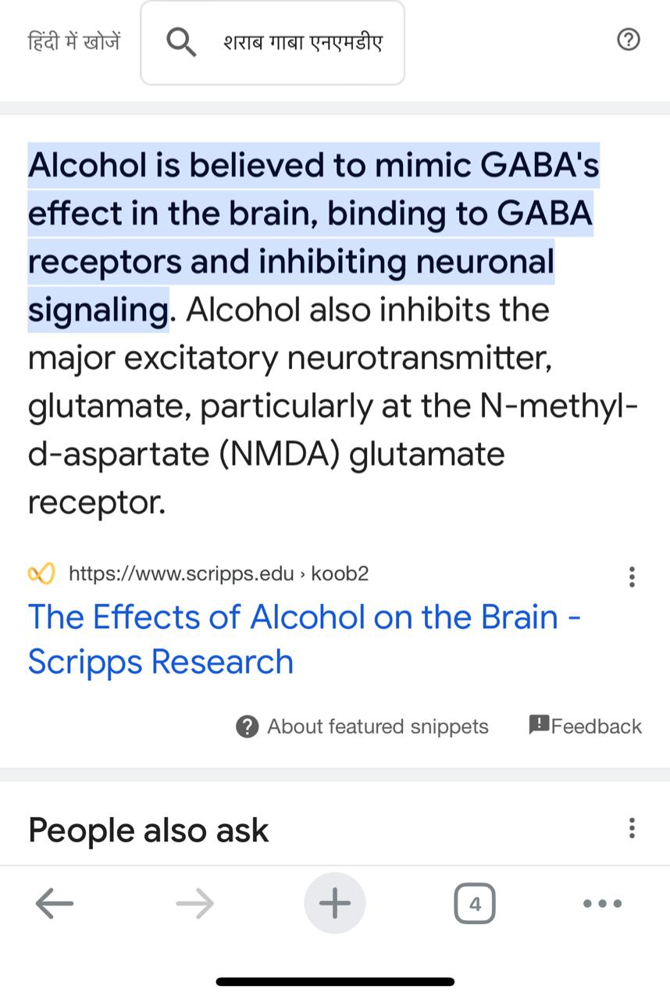 हिंदी में खोजें
शराब गाबा एनएमडीए
Alcohol is believed to mimic GABA's
effect in the brain, binding to GABA
receptors and inhibiting neuronal
signaling. Alcohol also inhibits the
major excitatory neurotransmitter,
glutamate, particularly at the N-methyl-
d-aspartate (NMDA) glutamate
receptor.
https://www.scripps.edu › koob2
The Effects of Alcohol on the Brain -
Scripps Research
About featured snippets
Feedback
People also ask
4